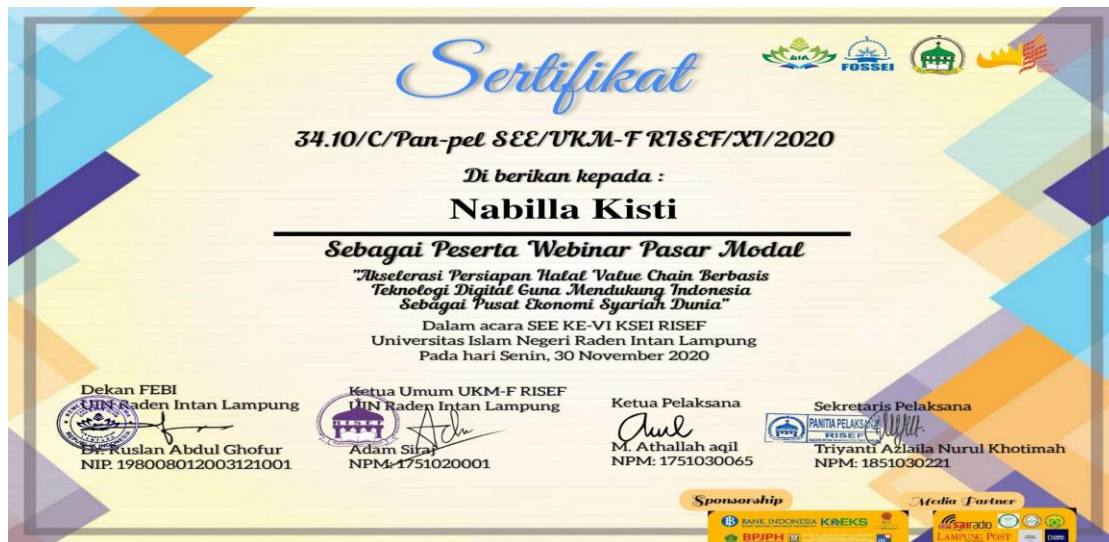 Sertifikat
FOSSEI
34.10/C/Pan-pel SEE/UKM-F RISEF/XI/2020
Di berikan kepada :
Nabilla Kisti
Sebagai Peserta Webinar Pasar Modal
"Akselerasi Persiapan Halal Value Chain Berbasis
Teknologi Digital Guna Mendukung Indonesia
Sebagai Pusat Ekonomi Syariah Dunia"
Dalam acara SEE KE-VI KSEI RISEF
Universitas Islam Negeri Raden Intan Lampung
Pada hari Senin, 30 November 2020
Dekan FEBI
UIN Raden Intan Lampung
Dr. Ruslan Abdul Ghofur
NIP. 198008012003121001
Ketua Umum UKM-F RISEF
UIN Raden Intan Lampung
Adam Siraj
NPM: 1751020001
Ketua Pelaksana
M. Athallah aqil
NPM: 1751030065
Sekretaris Pelaksana
PANITIA PELAKS
RISEF
Triyanti Azlaila Nurul Khotimah
NPM: 1851030221
Sponsorship
BANK INDONESIA KNEKS
BPJPH
Media Partner
sairadio
LAMPUNG POST